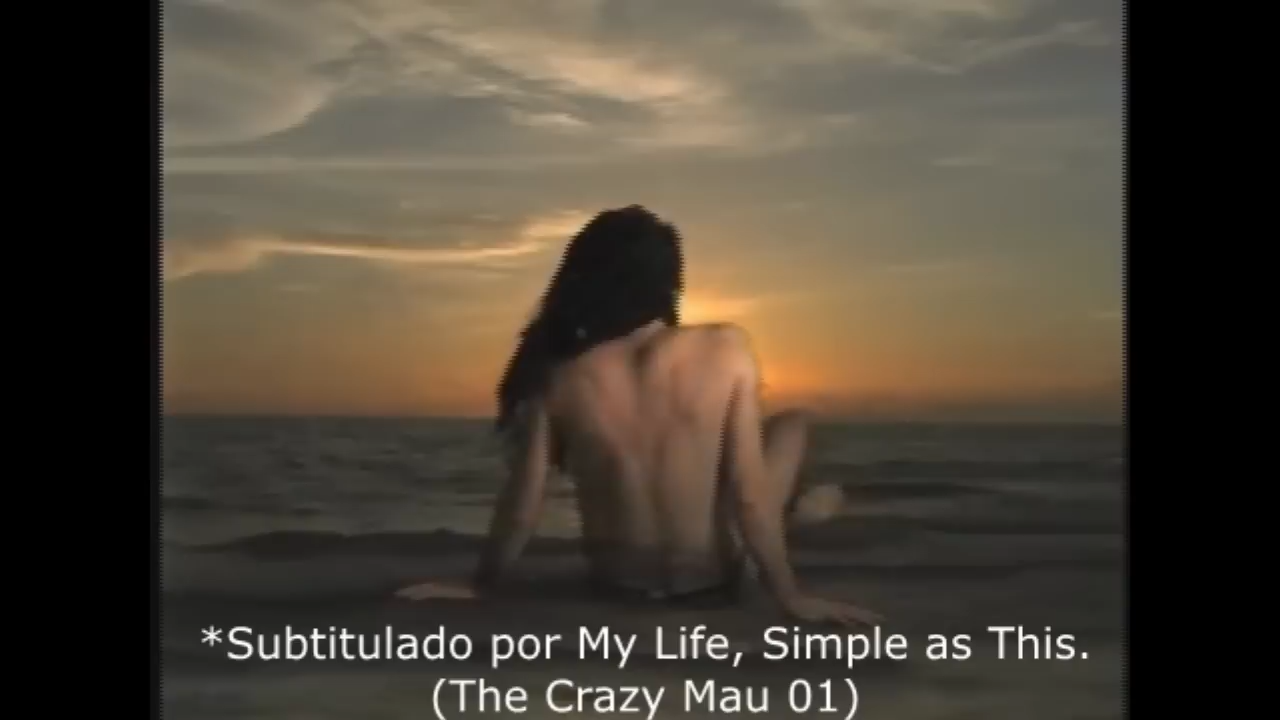 *Subtitulado por My Life, Simple as This.
(The Crazy Mau 01)